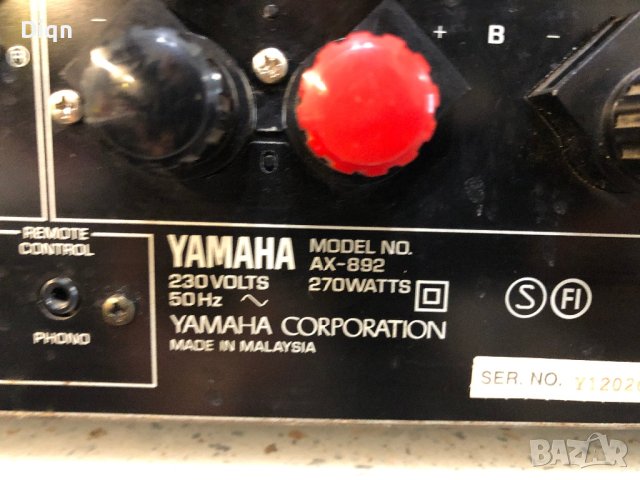 Dign
+ B -
REMOTE
CONTROL
PHONO
YAMAHA
MODEL NO.
AX-892
230 VOLTS
270WATTS
50Hz
YAMAHA CORPORATION
MADE IN MALAYSIA
S FI
SER. NO.
BAZAR